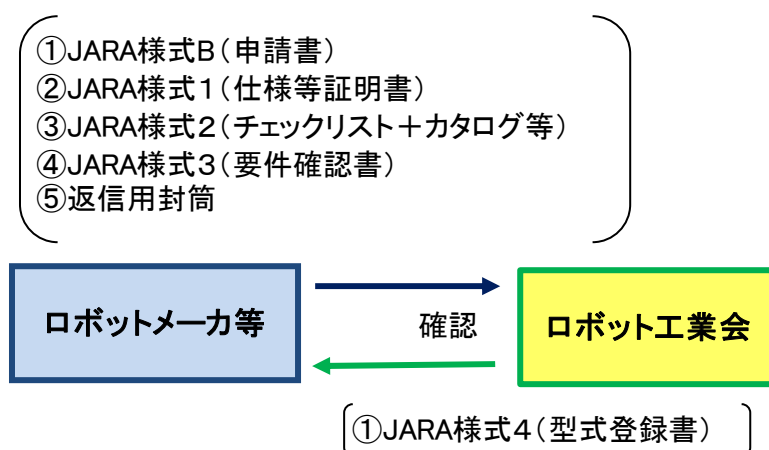 ①JARA様式B(申請書)
②JARA様式1(仕様等証明書)
③JARA様式2(チェックリスト+カタログ等)
④JARA様式3(要件確認書)
⑤返信用封筒
ロボットメーカ等
確認
ロボット工業会
①JARA様式4(型式登録書)